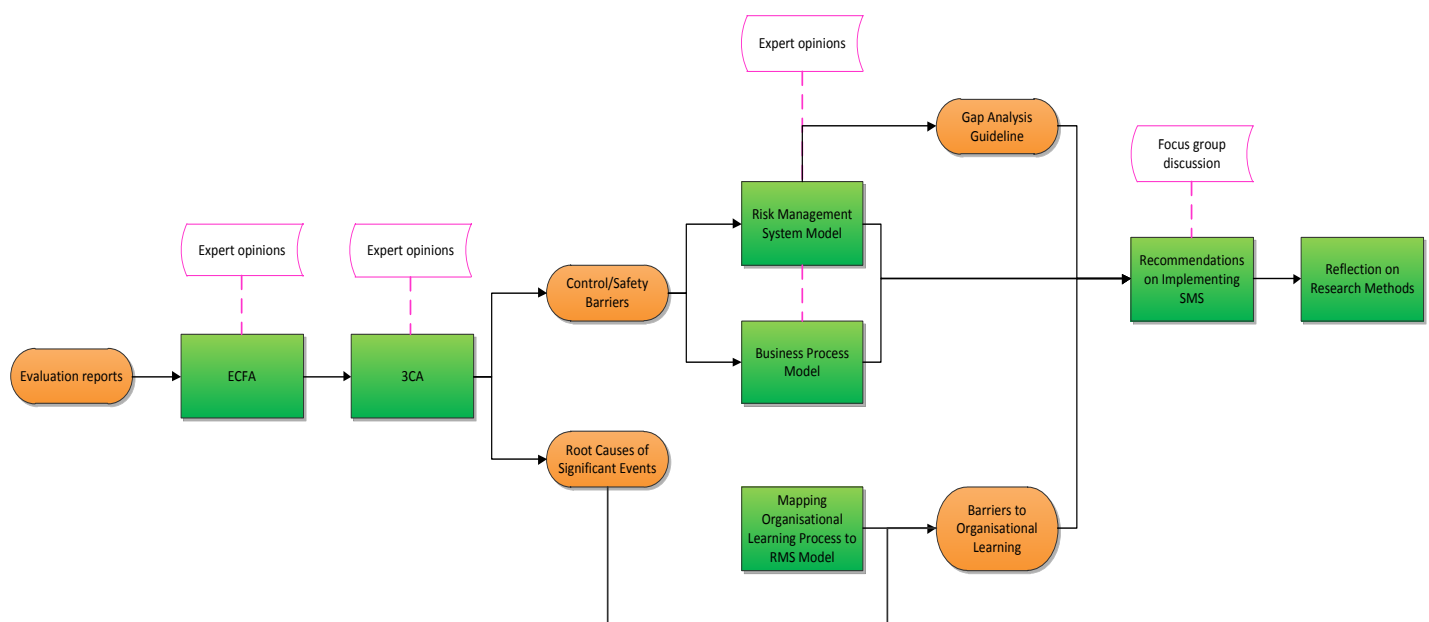 Expert opinions
Gap Analysis
Guideline
Focus group
discussion
Expert opinions
Expert opinions
Risk Management
System Model
Control/Safety
Barriers
Recommendations
on Implementing
SMS
Reflection on
Research Methods
Evaluation reports
ECFA
3CA
Business Process
Model
Root Causes of
Significant Events
Mapping
Organisational
Learning Process to
RMS Model
Barriers to
Organisational
Learning